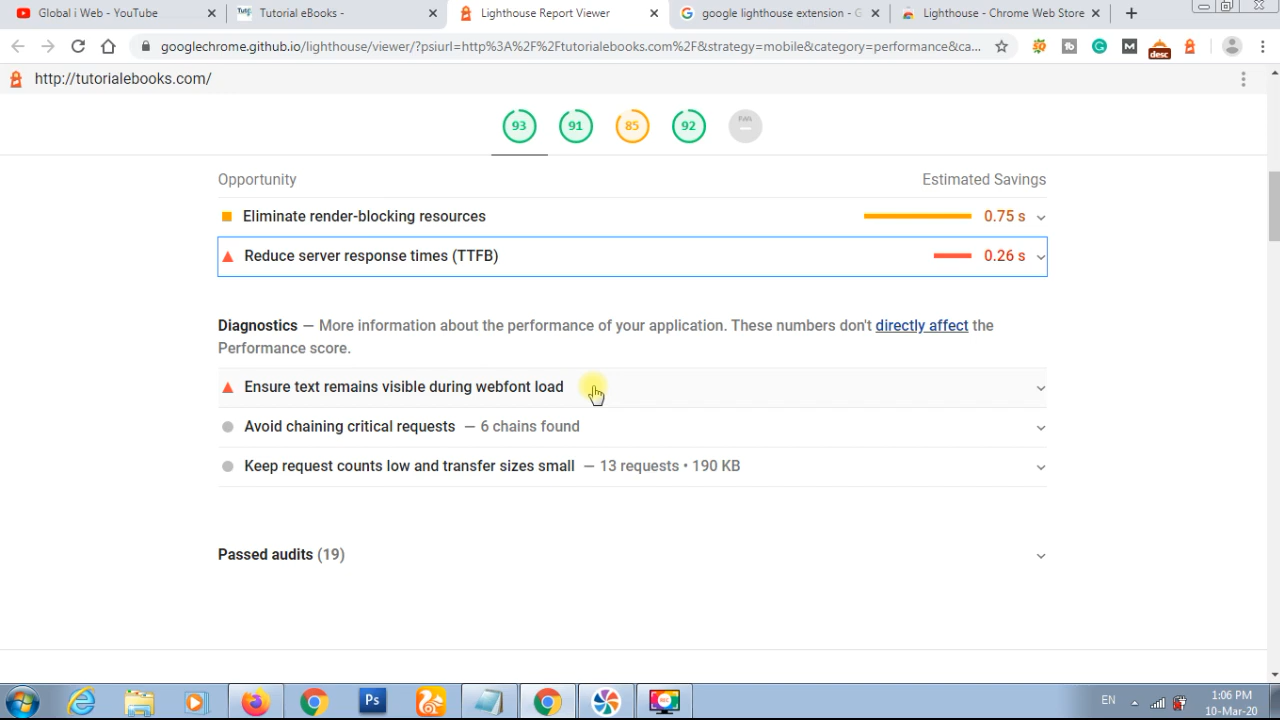 Global i Web - YouTube
Tutorial eBooks -
Lighthouse Report Viewer
google lighthouse extension - G
Lighthouse - Chrome Web Store
googlechrome.github.io/lighthouse/viewer/?psiurl=http%3A%2F%2Ftutorialebooks.com%2F&strategy=mobile&category=performance&ca...
desc
http://tutorialebooks.com/
93
91
85
92
PWA
Opportunity
Estimated Savings
Eliminate render-blocking resources
0.75 s
Reduce server response times (TTFB)
0.26 s
Diagnostics — More information about the performance of your application. These numbers don't directly affect the
Performance score.
Ensure text remains visible during webfont load
Avoid chaining critical requests — 6 chains found
Keep request counts low and transfer sizes small — 13 requests • 190 KB
Passed audits (19)
Ps
EN
1:06 PM
10-Mar-20